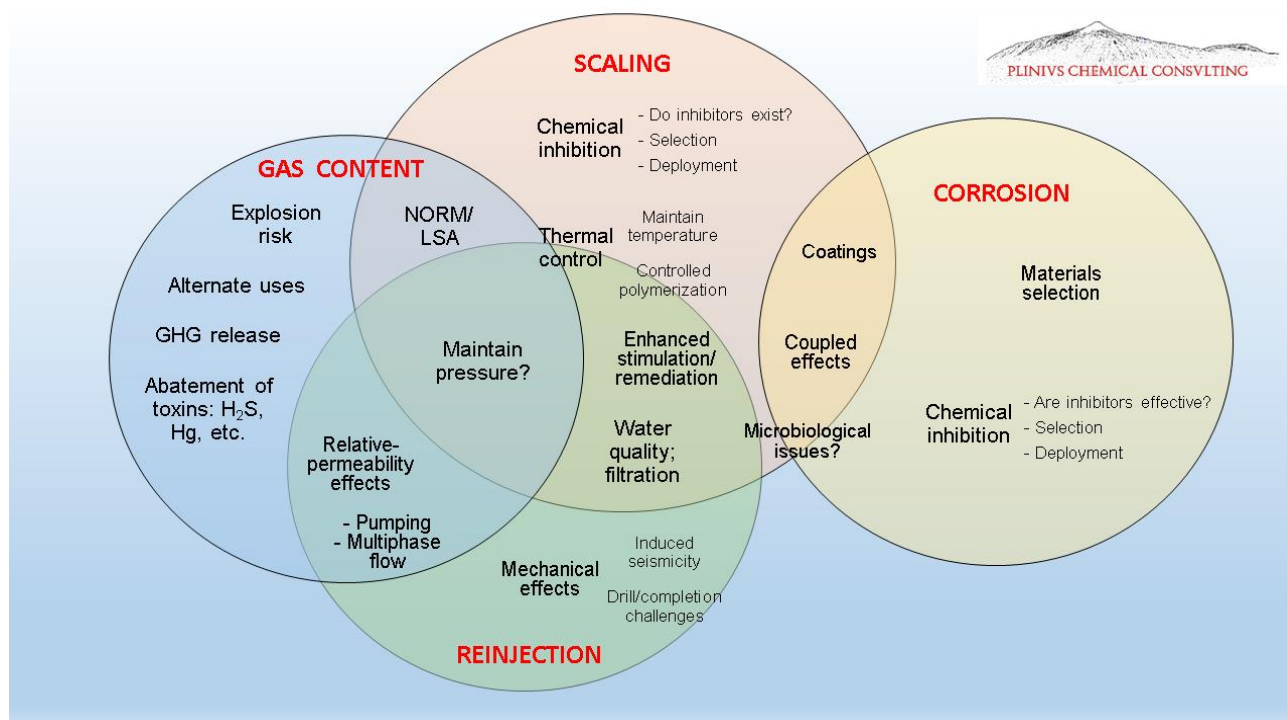 PLINIVS CHEMICAL CONSVLTING
SCALING
Chemical
inhibition
- Do inhibitors exist?
- Selection
- Deployment
GAS CONTENT
CORROSION
Explosion
risk
NORM/
LSA
Thermal
control
Maintain
temperature
Controlled
polymerization
Coatings
Materials
selection
Alternate uses
GHG release
Abatement of
toxins: H₂S,
Hg, etc.
Maintain
pressure?
Enhanced
stimulation/
remediation
Coupled
effects
Chemical
inhibition
- Are inhibitors effective?
- Selection
- Deployment
Relative-
permeability
effects
- Pumping
- Multiphase
flow
Water
quality;
filtration
Microbiological
issues?
Mechanical
effects
Induced
seismicity
Drill/completion
challenges
REINJECTION